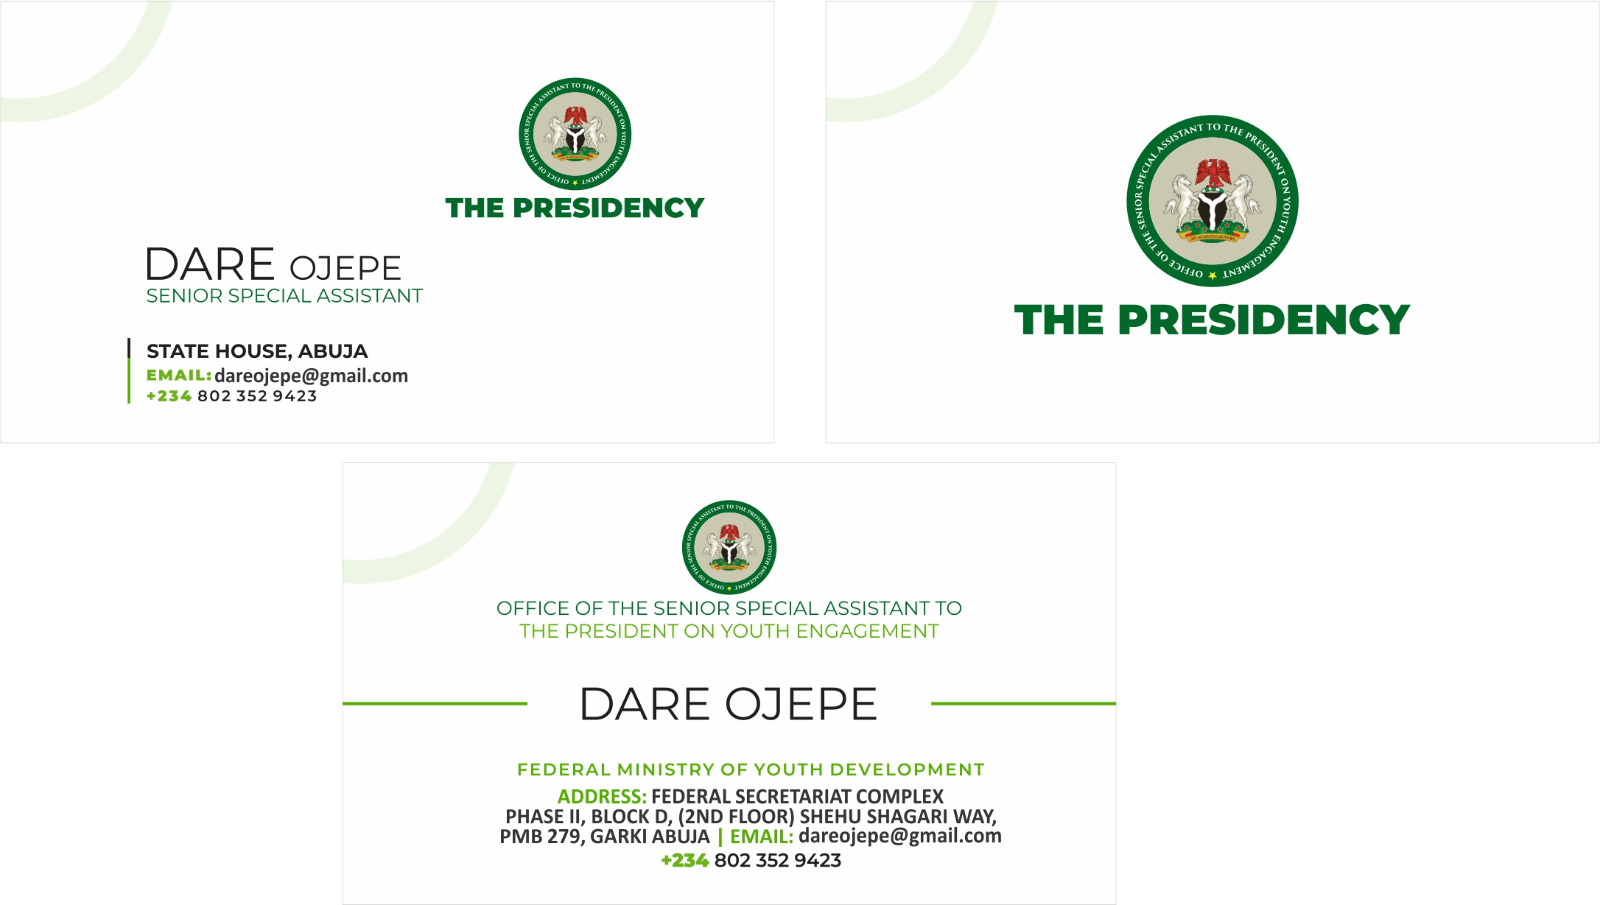 OFFICE OF THE SENIOR SPECIAL ASSISTANT TO THE PRESIDENT ON YOUTH ENGAGEMENT
THE PRESIDENCY
DARE OJEPE
SENIOR SPECIAL ASSISTANT
STATE HOUSE, ABUJA
EMAIL: dareojepe@gmail.com
+234 802 352 9423
OFFICE OF THE SENIOR SPECIAL ASSISTANT TO THE PRESIDENT ON YOUTH ENGAGEMENT
THE PRESIDENCY
OFFICE OF THE SENIOR SPECIAL ASSISTANT TO THE PRESIDENT ON YOUTH ENGAGEMENT
OFFICE OF THE SENIOR SPECIAL ASSISTANT TO
THE PRESIDENT ON YOUTH ENGAGEMENT
DARE OJEPE
FEDERAL MINISTRY OF YOUTH DEVELOPMENT
ADDRESS: FEDERAL SECRETARIAT COMPLEX
PHASE II, BLOCK D, (2ND FLOOR) SHEHU SHAGARI WAY,
PMB 279, GARKI ABUJA | EMAIL: dareojepe@gmail.com
+234 802 352 9423